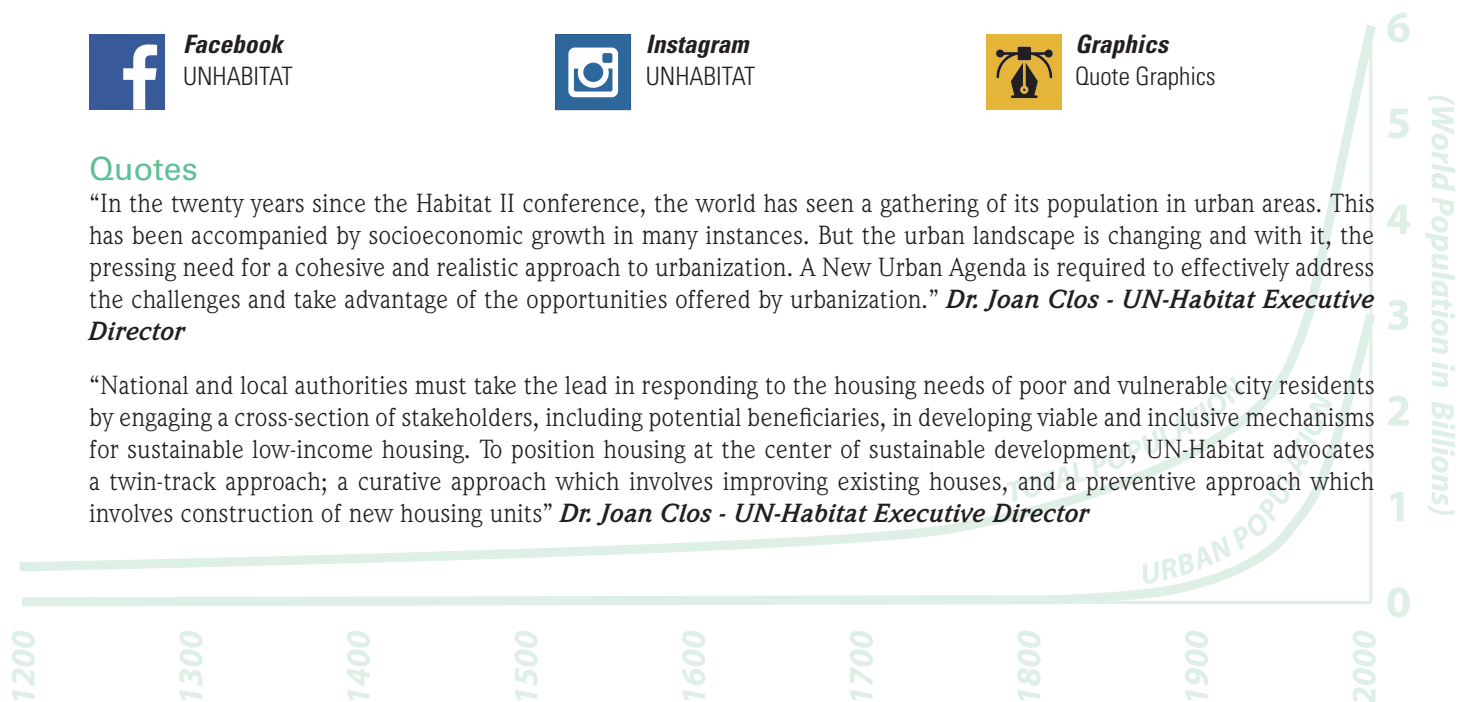 Facebook
UNHABITAT
Instagram
UNHABITAT
Graphics
Quote Graphics
Quotes
“In the twenty years since the Habitat II conference, the world has seen a gathering of its population in urban areas. This
has been accompanied by socioeconomic growth in many instances. But the urban landscape is changing and with it, the
pressing need for a cohesive and realistic approach to urbanization. A New Urban Agenda is required to effectively address
the challenges and take advantage of the opportunities offered by urbanization.” Dr. Joan Clos - UN-Habitat Executive
Director
“National and local authorities must take the lead in responding to the housing needs of poor and vulnerable city residents
by engaging a cross-section of stakeholders, including potential beneficiaries, in developing viable and inclusive mechanisms
for sustainable low-income housing. To position housing at the center of sustainable development, UN-Habitat advocates
a twin-track approach; a curative approach which involves improving existing houses, and a preventive approach which
involves construction of new housing units” Dr. Joan Clos - UN-Habitat Executive Director
TOTAL POPULATION
URBAN POPULATION
6
5
4
3
2
1
0
(World Population in Billions)
1200
1300
1400
1500
1600
1700
1800
1900
2000